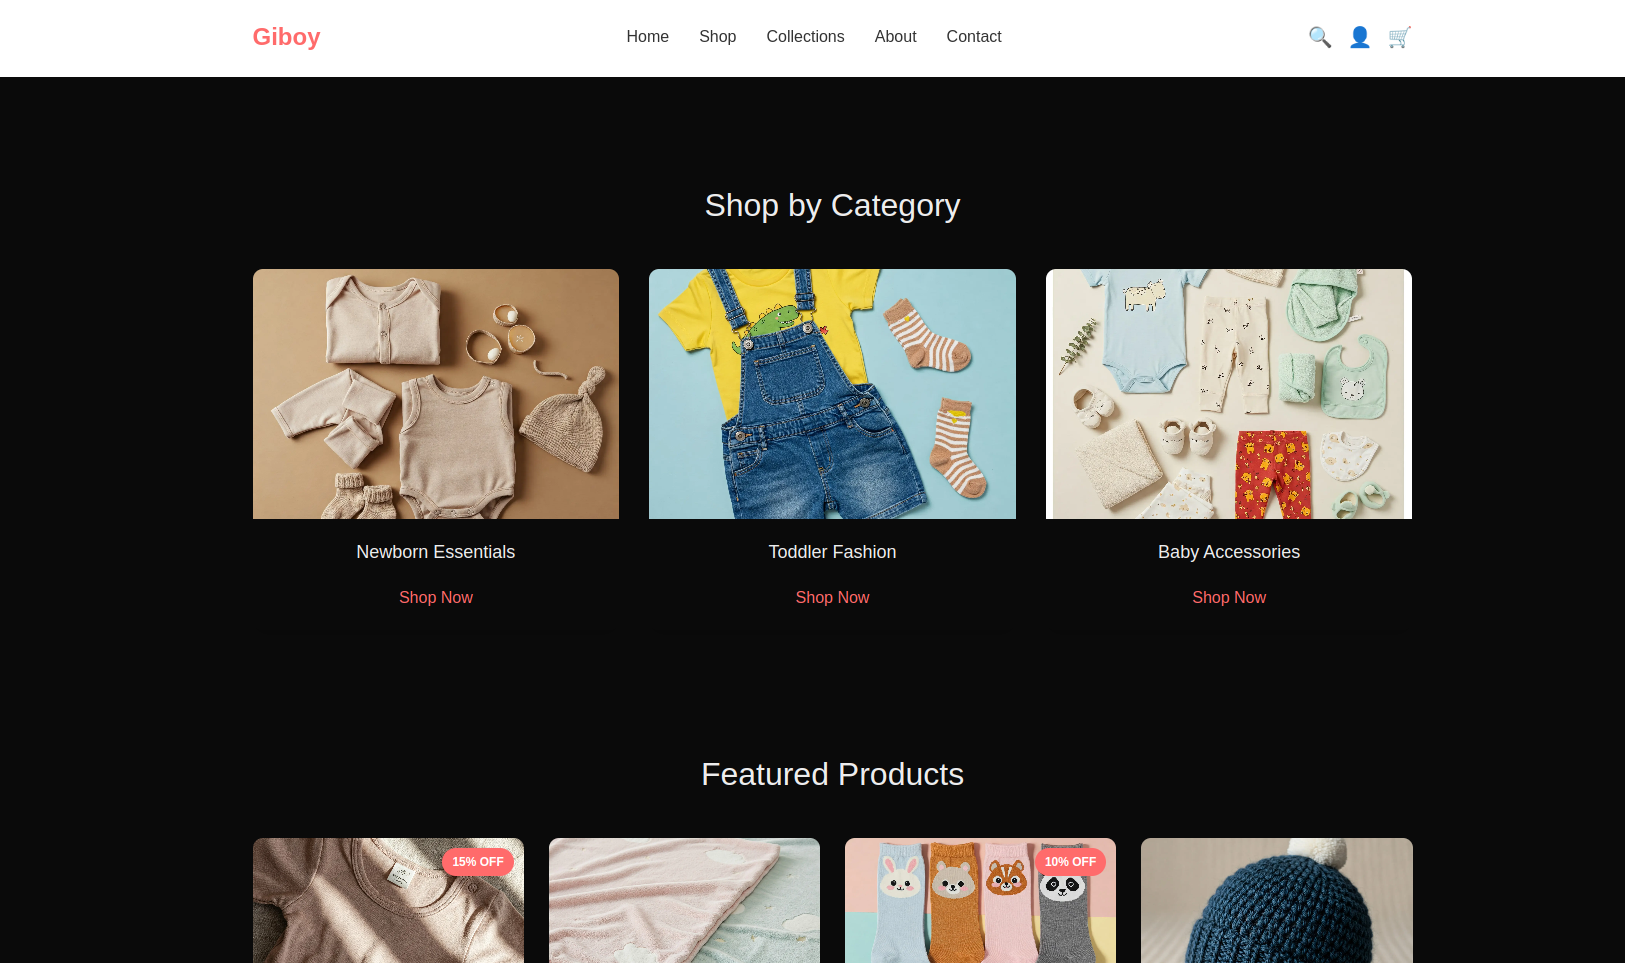 Giboy
Home
Shop
Collections
About
Contact
Shop by Category
Newborn Essentials
Shop Now
Toddler Fashion
Shop Now
Baby Accessories
Shop Now
Featured Products
15% OFF
10% OFF